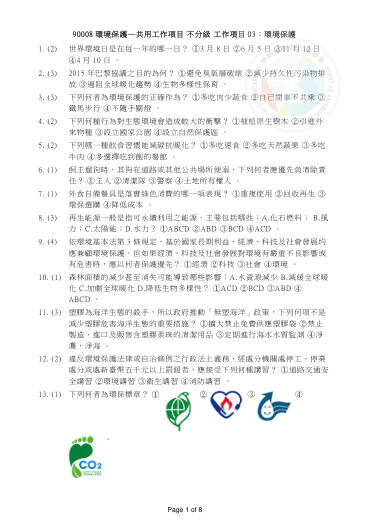 90008 環境保護－共用工作項目 不分級 工作項目 03：環境保護
1. (2) 世界環境日是在每一年的哪一日？ ①3 月 8 日 ②6 月 5 日 ③11 月 12 日
④4 月 10 日 。
2. (3) 2015 年巴黎協議之目的為何？ ①避免臭氧層破壞 ②減少持久性污染物排
放 ③遏阻全球暖化趨勢 ④生物多樣性保育 。
3. (3) 下列何者為環境保護的正確作為？ ①多吃肉少蔬食 ②自己開車不共乘 ③
鐵馬步行 ④不隨手關燈 。
4. (2) 下列何種行為對生態環境會造成較大的衝擊？ ①種植原生樹木 ②引進外
來物種 ③設立國家公園 ④設立自然保護區 。
5. (2) 下列哪一種飲食習慣能減碳抗暖化？ ①多吃速食 ②多吃天然蔬果 ③多吃
牛肉 ④多選擇吃到飽的餐館 。
6. (1) 飼主遛狗時，其狗在道路或其他公共場所便溺，下列何者應優先負清除責
任？ ①主人 ②清潔隊 ③警察 ④土地所有權人 。
7. (1) 外食自備餐具是落實綠色消費的哪一項表現？ ①重複使用 ②回收再生 ③
環保選購 ④降低成本 。
8. (3) 再生能源一般是指可永續利用之能源，主要包括哪些：A.化石燃料； B.風
力；C.太陽能；D.水力？ ①ABCD ②ABD ③BCD ④ACD 。
9. (4) 依環境基本法第 3 條規定，基於國家長期利益，經濟、科技及社會發展均
應兼顧環境保護。但如果經濟、科技及社會發展對環境有嚴重不良影響或
有危害時，應以何者優先？ ①經濟 ②科技 ③社會 ④環境 。
10. (1) 森林面積的減少甚至消失可能導致哪些影響：A.水資源減少 B.減緩全球暖
化 C.加劇全球暖化 D.降低生物多樣性？ ①ACD ②BCD ③ABD ④
ABCD 。
11. (3) 塑膠為海洋生態的殺手，所以政府推動「無塑海洋」政策，下列何項不是
減少塑膠危害海洋生態的重要措施？ ①擴大禁止免費供應塑膠袋 ②禁止
製造、進口及販售含塑膠柔珠的清潔用品 ③定期進行海水水質監測 ④淨
灘、淨海 。
12. (2) 違反環境保護法律或自治條例之行政法上義務，經處分機關處停工、停業
處分或處新臺幣五千元以上罰鍰者，應接受下列何種講習？ ①道路交通安
全講習 ②環境講習 ③衛生講習 ④消防講習 。
13. (1) 下列何者為環保標章？ ① ② ③ ④
CO2
Page 1 of 8